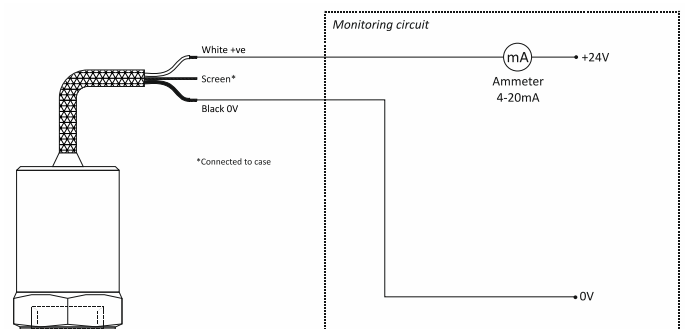 Monitoring circuit
White +ve
mA
+24V
Screen*
Ammeter
4-20mA
Black 0V
*Connected to case
0V